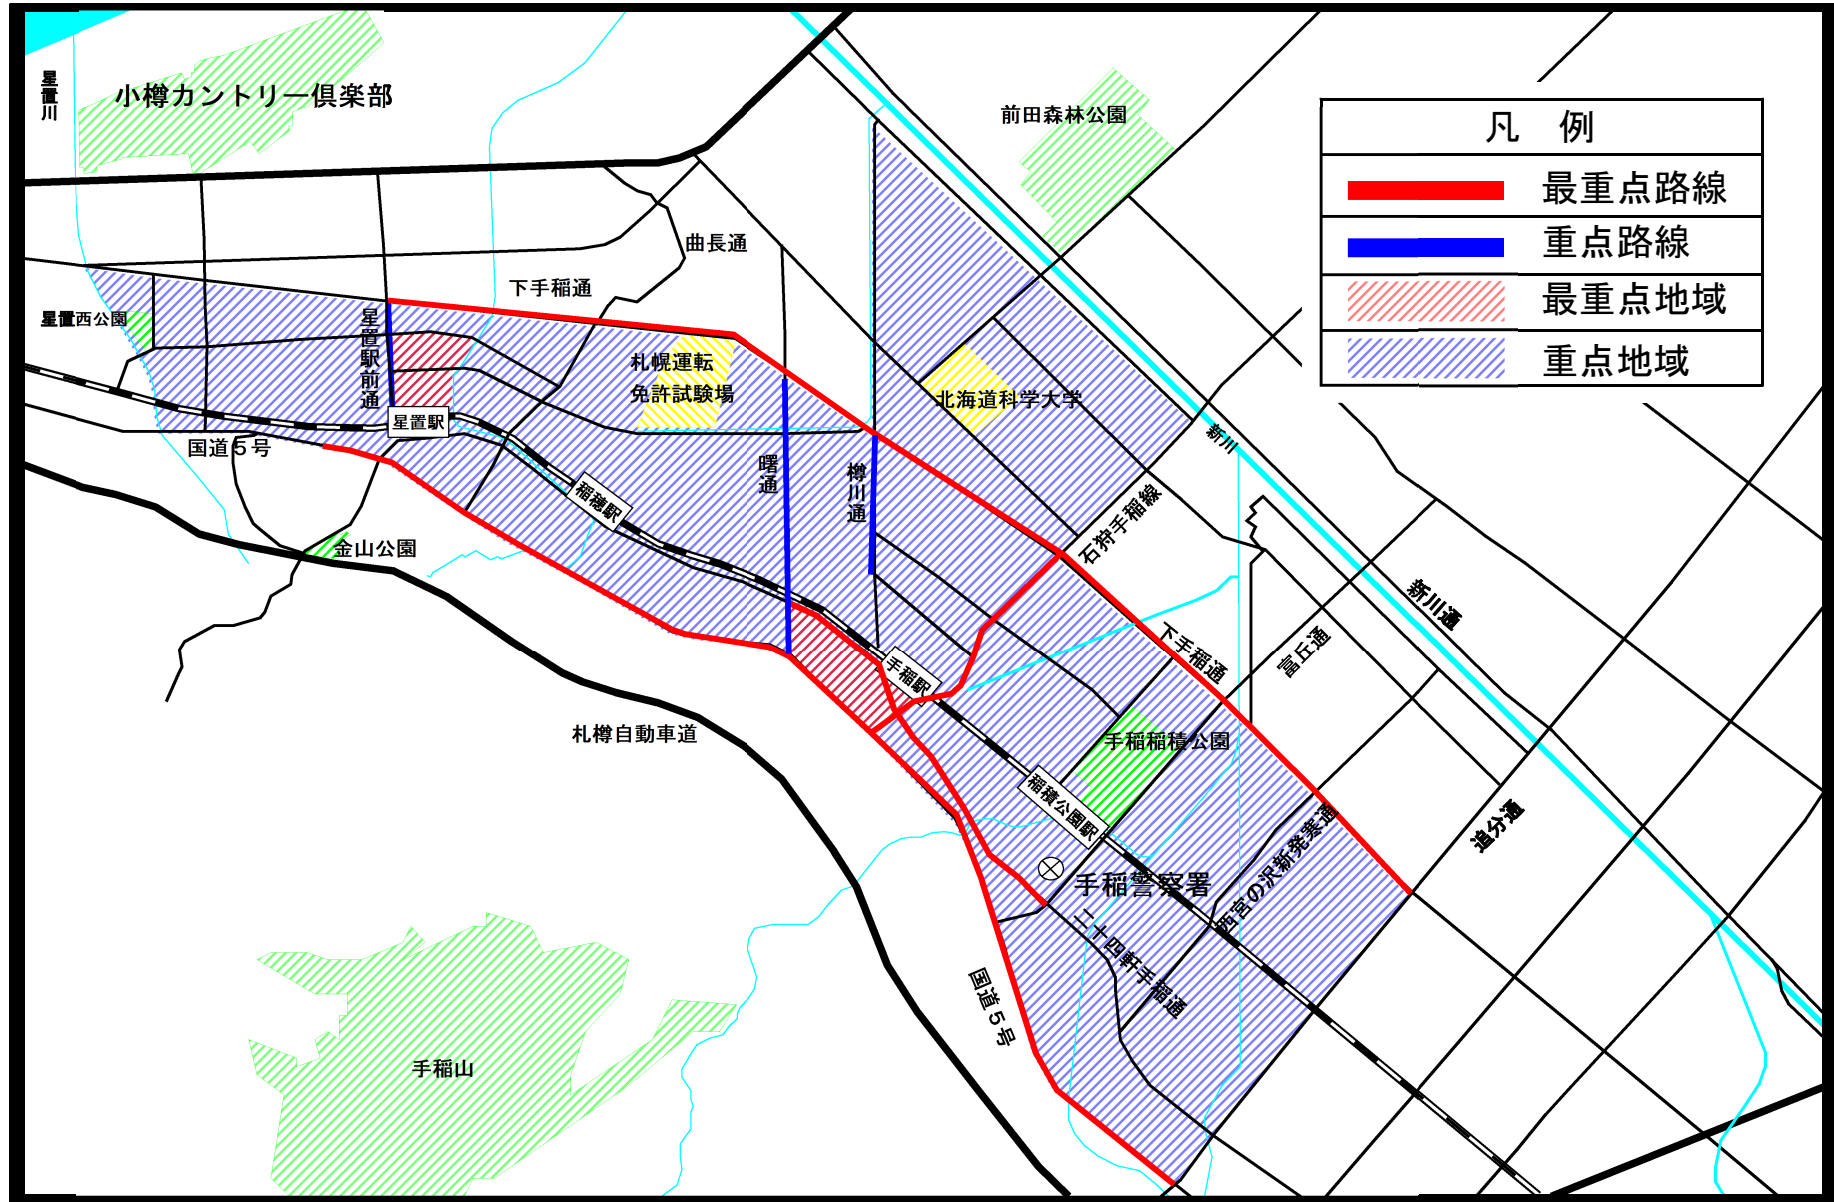 星置川
小樽カントリー倶楽部
前田森林公園
凡　例
最重点路線
重点路線
最重点地域
重点地域
曲長通
下手稲通
星置西公園
星置駅前通
札幌運転
免許試験場
北海道科学大学
星置駅
国道５号
新川
曙通
樽川通
稲穂駅
石狩手稲線
金山公園
新川通
下手稲通
富丘通
手稲駅
札樽自動車道
手稲稲積公園
稲積公園駅
追分通
西宮の沢新発寒通
手稲警察署
二十四軒手稲通
国道５号
手稲山